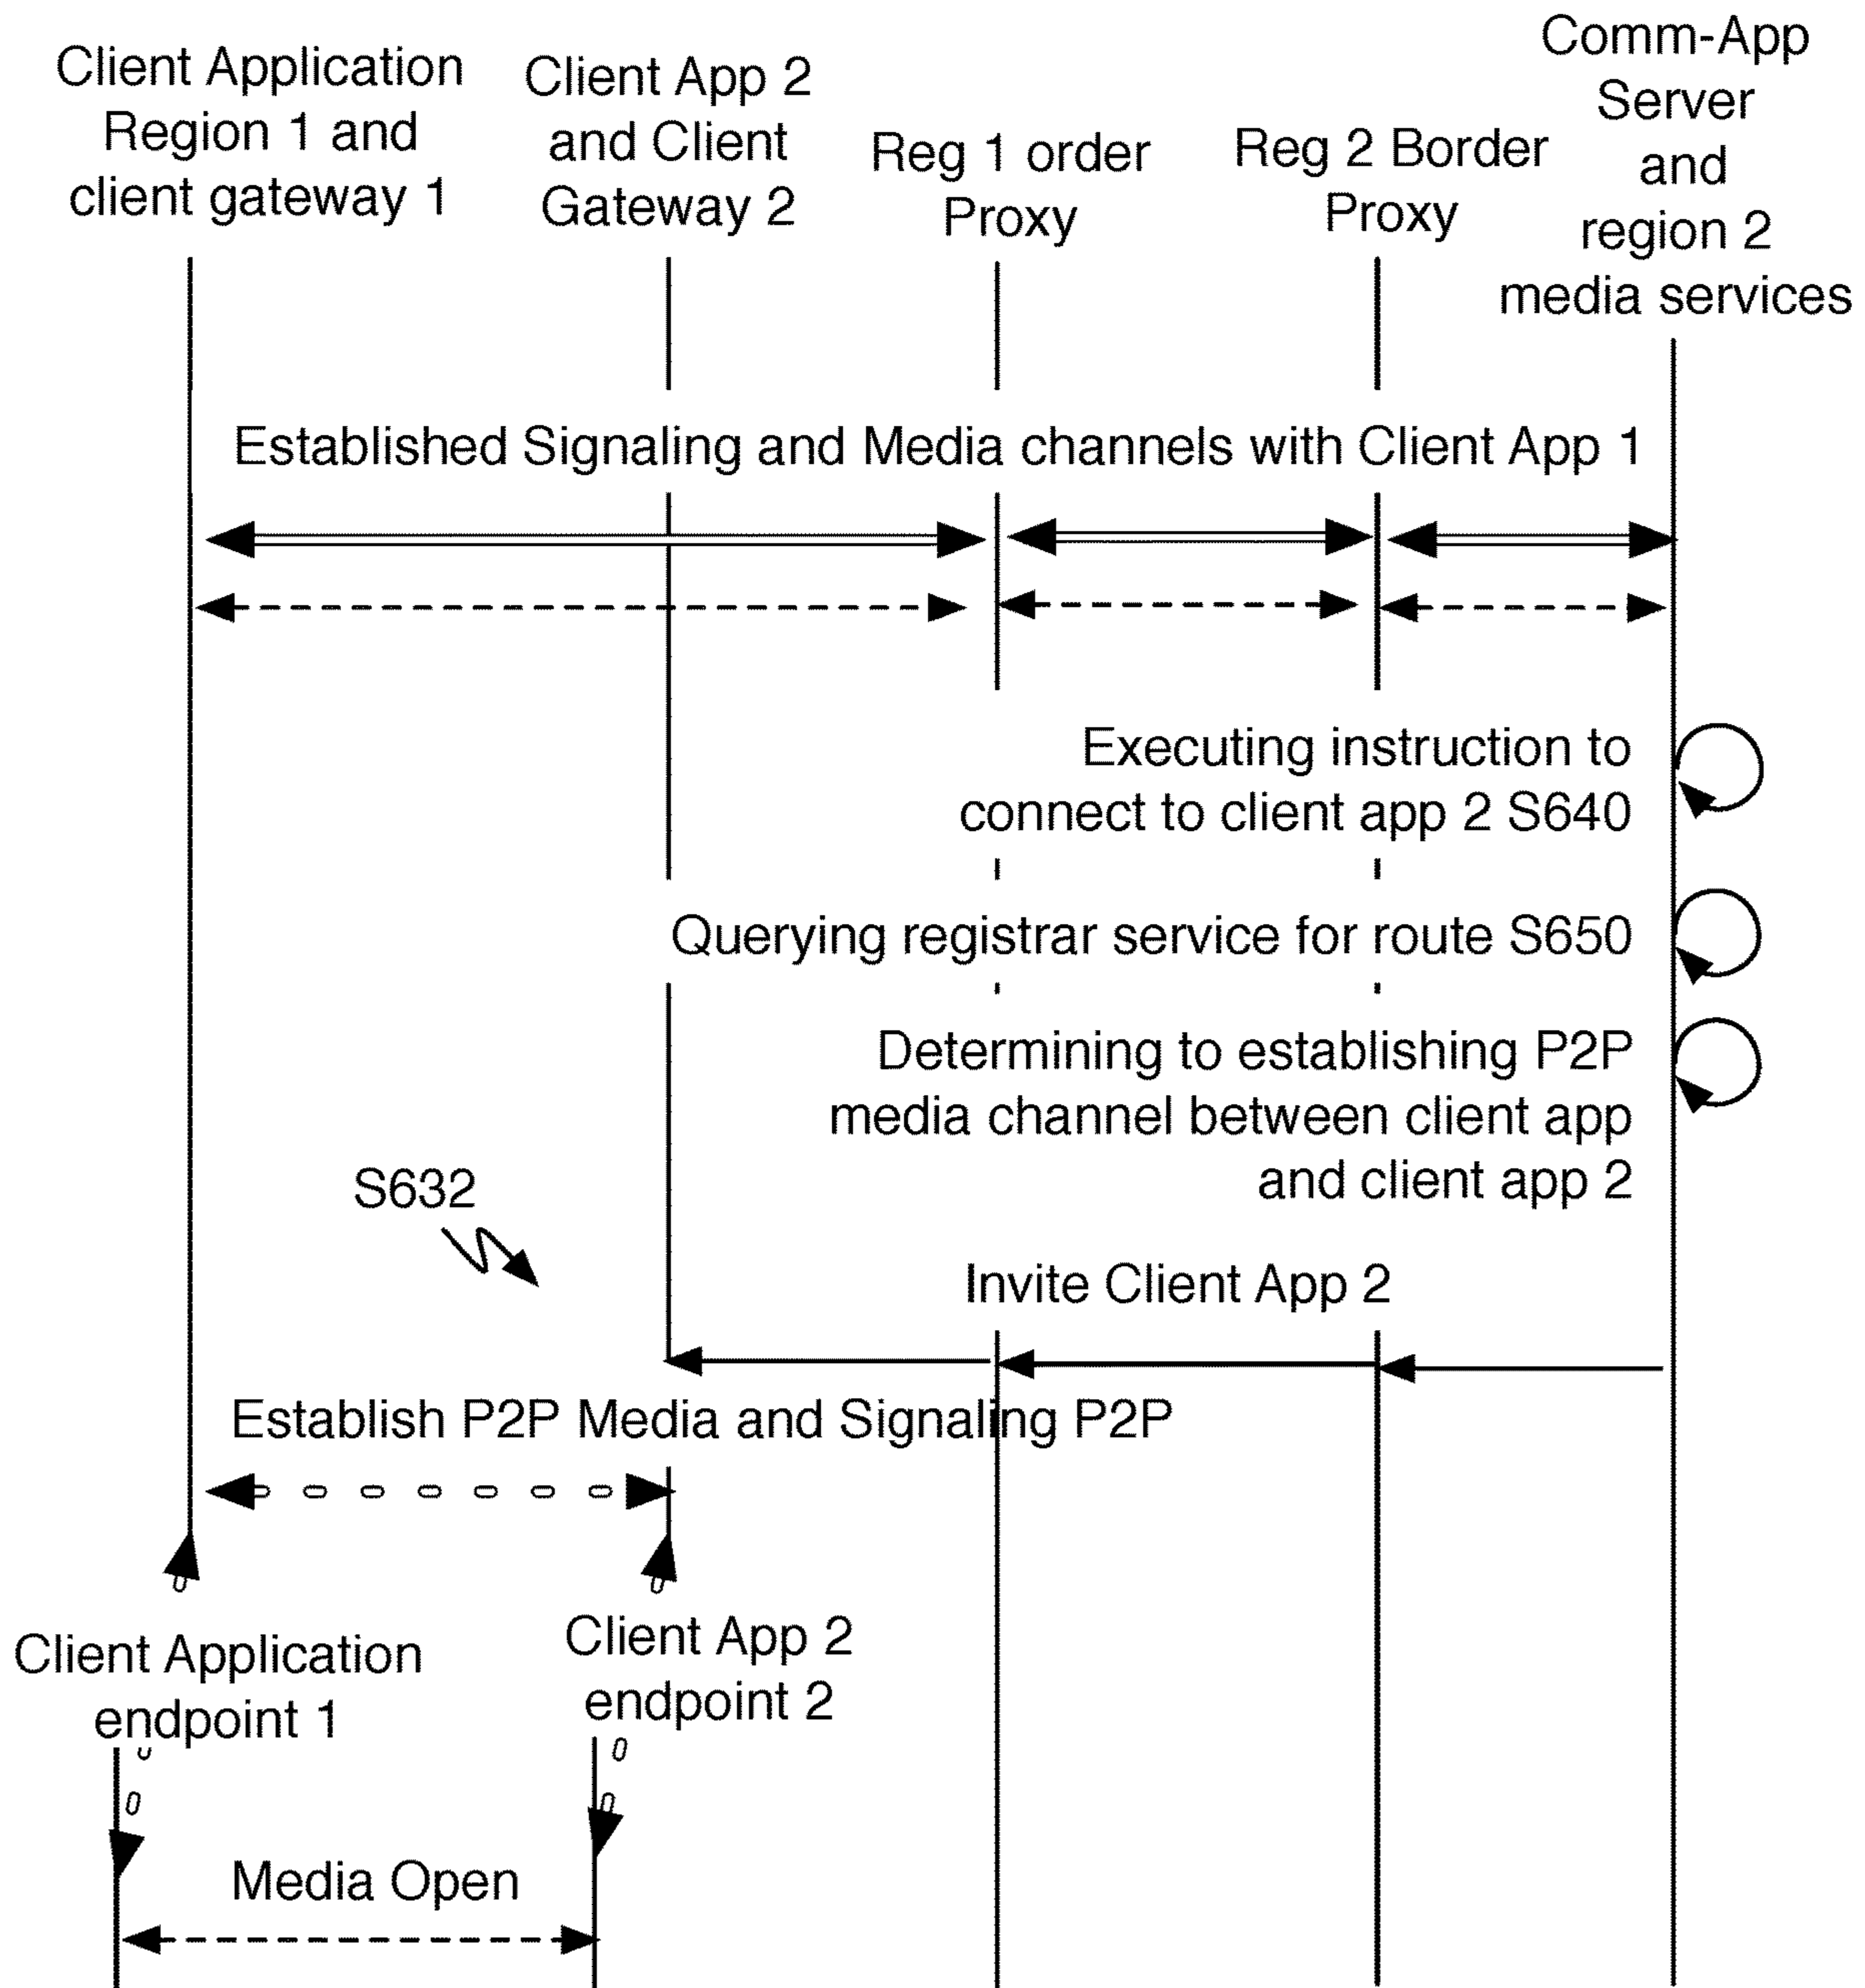 Client Application
Region 1 and
client gateway 1
Client App 2
and Client
Gateway 2
Reg 1 order
Proxy
Reg 2 Border
Proxy
Comm-App
Server
and
region 2
media services
Established Signaling and Media channels with Client App 1
Executing instruction to
connect to client app 2 S640
Querying registrar service for route S650
Determining to establishing P2P
media channel between client app
and client app 2
S632
Invite Client App 2
Establish P2P Media and Signaling P2P
Client Application
endpoint 1
Client App 2
endpoint 2
Media Open